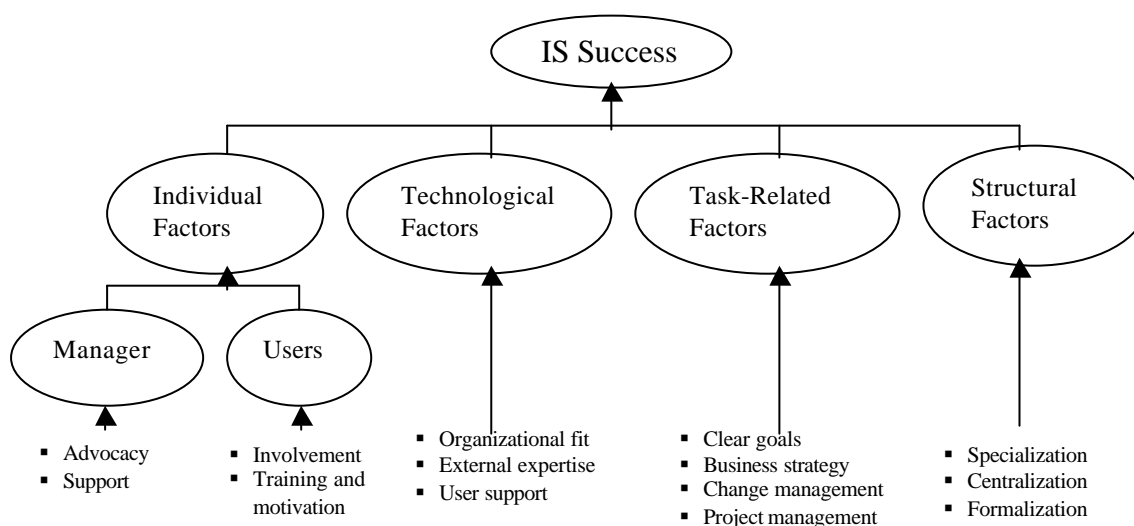 IS Success
Individual
Factors
Technological
Factors
Task-Related
Factors
Structural
Factors
Manager
Users
▪ Advocacy
▪ Support
▪ Involvement
▪ Training and
motivation
▪ Organizational fit
▪ External expertise
▪ User support
▪ Clear goals
▪ Business strategy
▪ Change management
▪ Project management
▪ Specialization
▪ Centralization
▪ Formalization